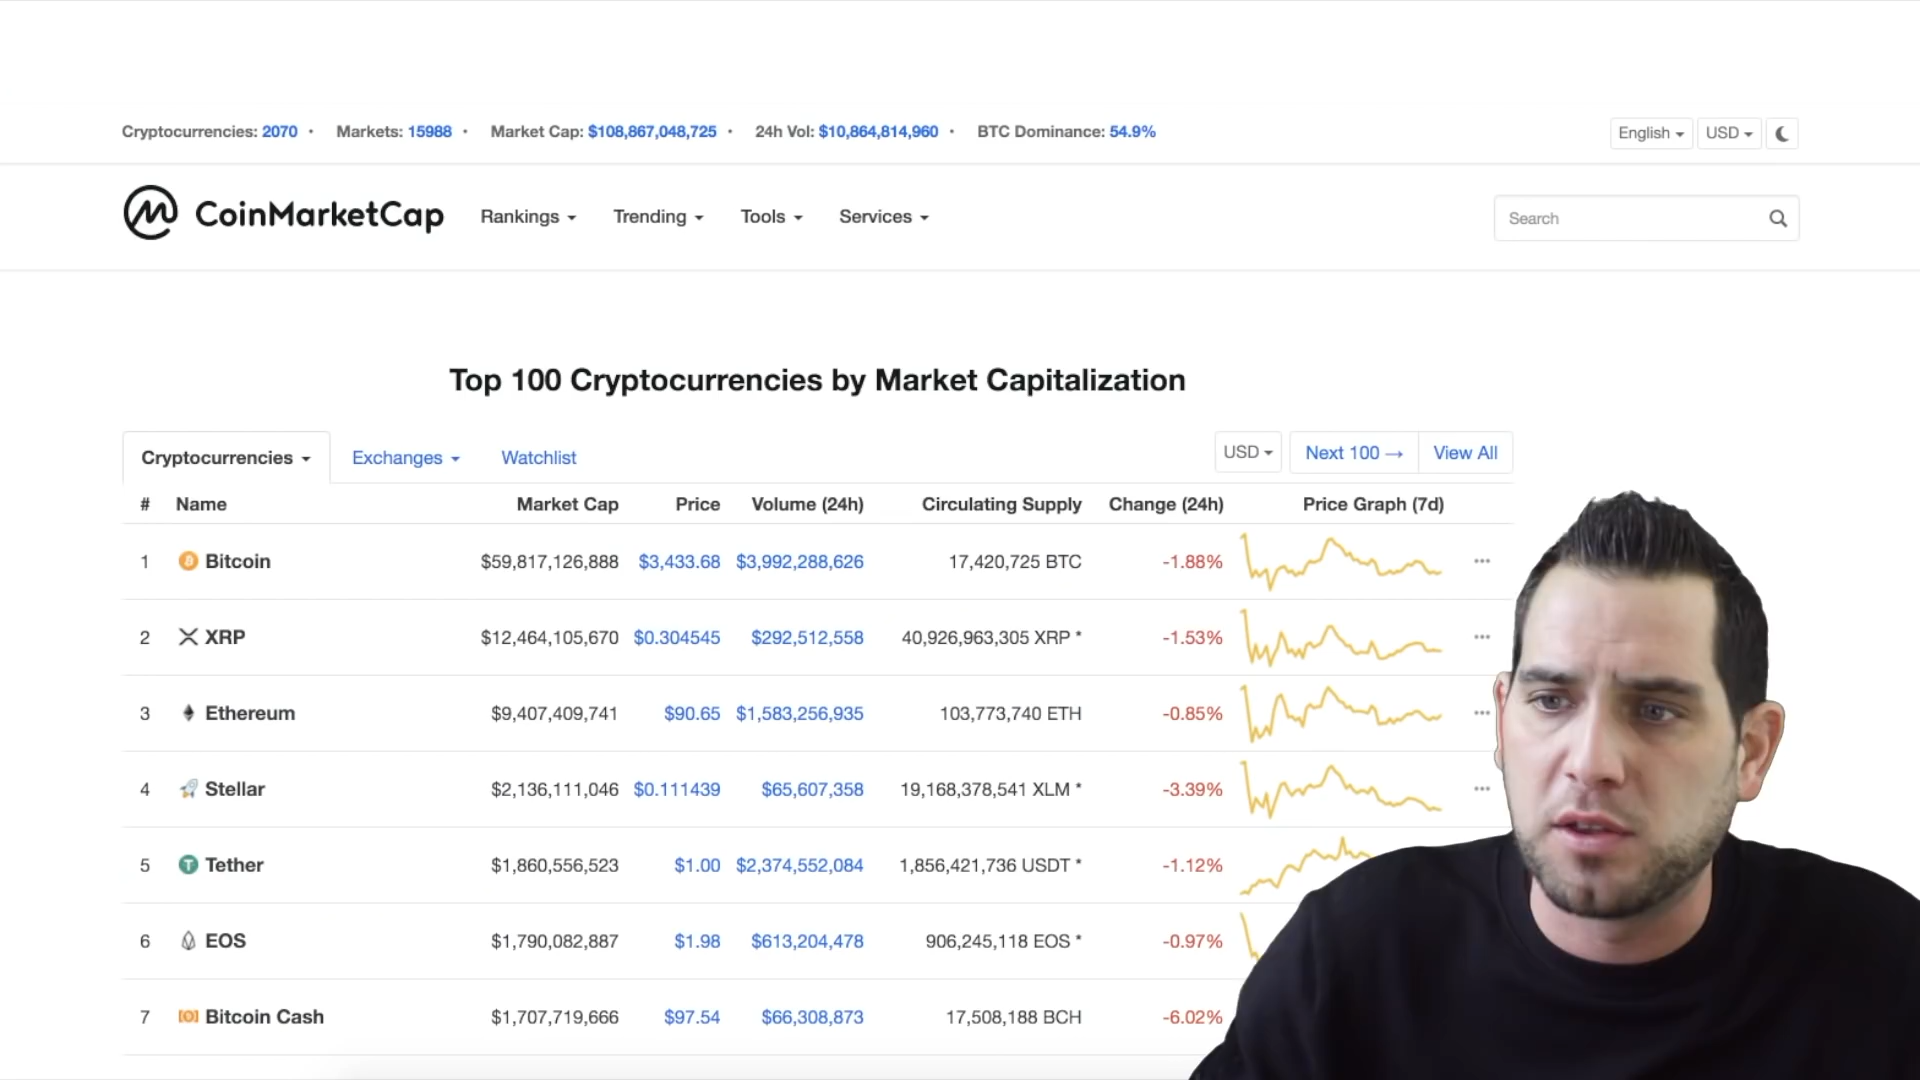 Cryptocurrencies: 2070 • Markets: 15988 • Market Cap: $108,867,048,725 • 24h Vol: $10,864,814,960 • BTC Dominance: 54.9% English USD
CoinMarketCap Rankings Trending Tools Services Search
Top 100 Cryptocurrencies by Market Capitalization
Cryptocurrencies Exchanges Watchlist USD Next 100 → View All
# Name Market Cap Price Volume (24h) Circulating Supply Change (24h) Price Graph (7d)
1 Bitcoin $59,817,126,888 $3,433.68 $3,992,288,626 17,420,725 BTC -1.88%
2 XRP $12,464,105,670 $0.304545 $292,512,558 40,926,963,305 XRP * -1.53%
3 Ethereum $9,407,409,741 $90.65 $1,583,256,935 103,773,740 ETH -0.85%
4 Stellar $2,136,111,046 $0.111439 $65,607,358 19,168,378,541 XLM * -3.39%
5 Tether $1,860,556,523 $1.00 $2,374,552,084 1,856,421,736 USDT * -1.12%
6 EOS $1,790,082,887 $1.98 $613,204,478 906,245,118 EOS * -0.97%
7 Bitcoin Cash $1,707,719,666 $97.54 $66,308,873 17,508,188 BCH -6.02%